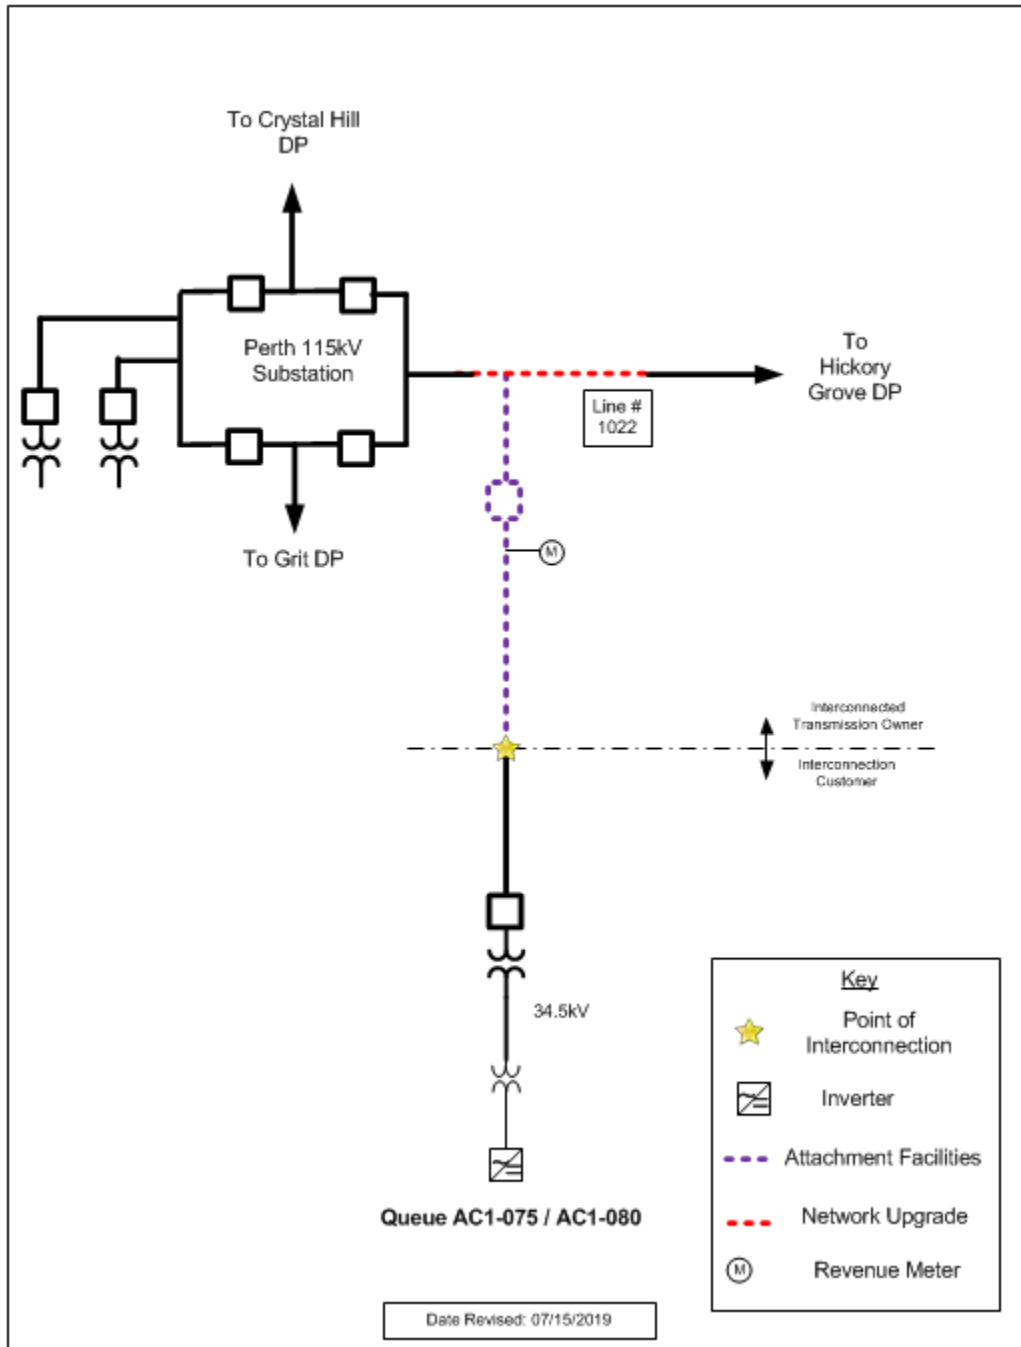 To Crystal Hill
DP
Perth 115kV
Substation
To
Hickory
Grove DP
Line #
1022
M
To Grit DP
Interconnected
Transmission Owner
Interconnection
Customer
34.5kV
Queue AC1-075 / AC1-080
Key
Point of
Interconnection
Inverter
Attachment Facilities
Network Upgrade
M
Revenue Meter
Date Revised: 07/15/2019